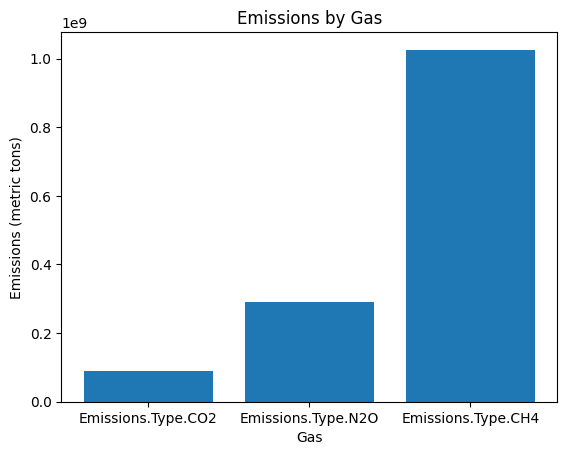 Emissions by Gas
1e9
1.0
0.8
0.6
0.4
0.2
0.0
Emissions (metric tons)
Emissions.Type.CO2 Emissions.Type.N2O Emissions.Type.CH4
Gas